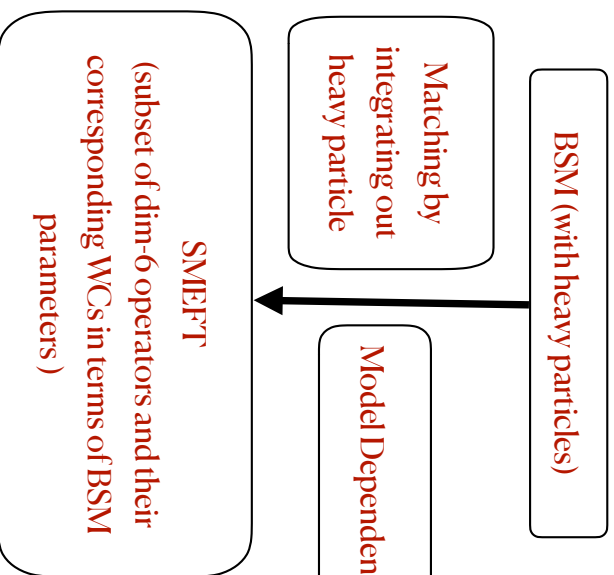 BSM (with heavy particles)
Matching by
integrating out
heavy particle
Model Dependen
SMEFT
(subset of dim-6 operators and their
corresponding WCs in terms of BSM
parameters )